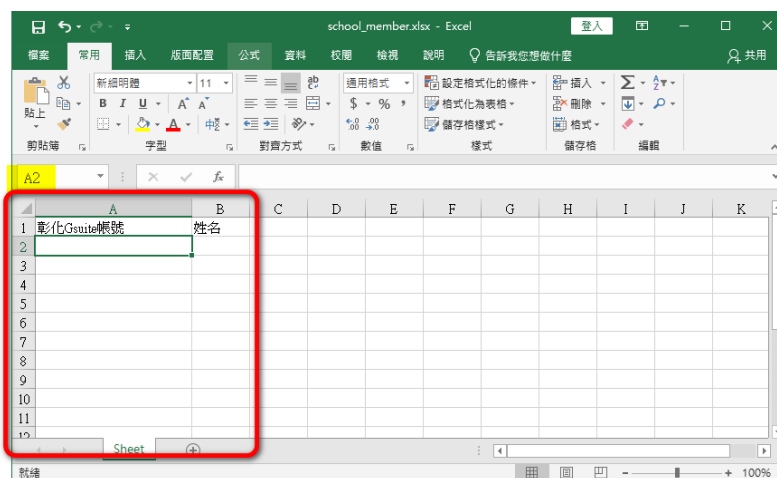 school_member.xlsx - Excel
登入
檔案 常用 插入 版面配置 公式 資料 校閱 檢視 說明 告訴我您想做什麼 共用
新細明體 11 通用格式 設定格式化的條件 插入
貼上 B I U A A 中 $ % , 格式化為表格 刪除
儲存格樣式 格式
剪貼簿 字型 對齊方式 數值 樣式 儲存格 編輯
A2 fx
A B C D E F G H I J K
1 彰化Gsuite帳號 姓名
2
3
4
5
6
7
8
9
10
11
12
Sheet
就緒 100%